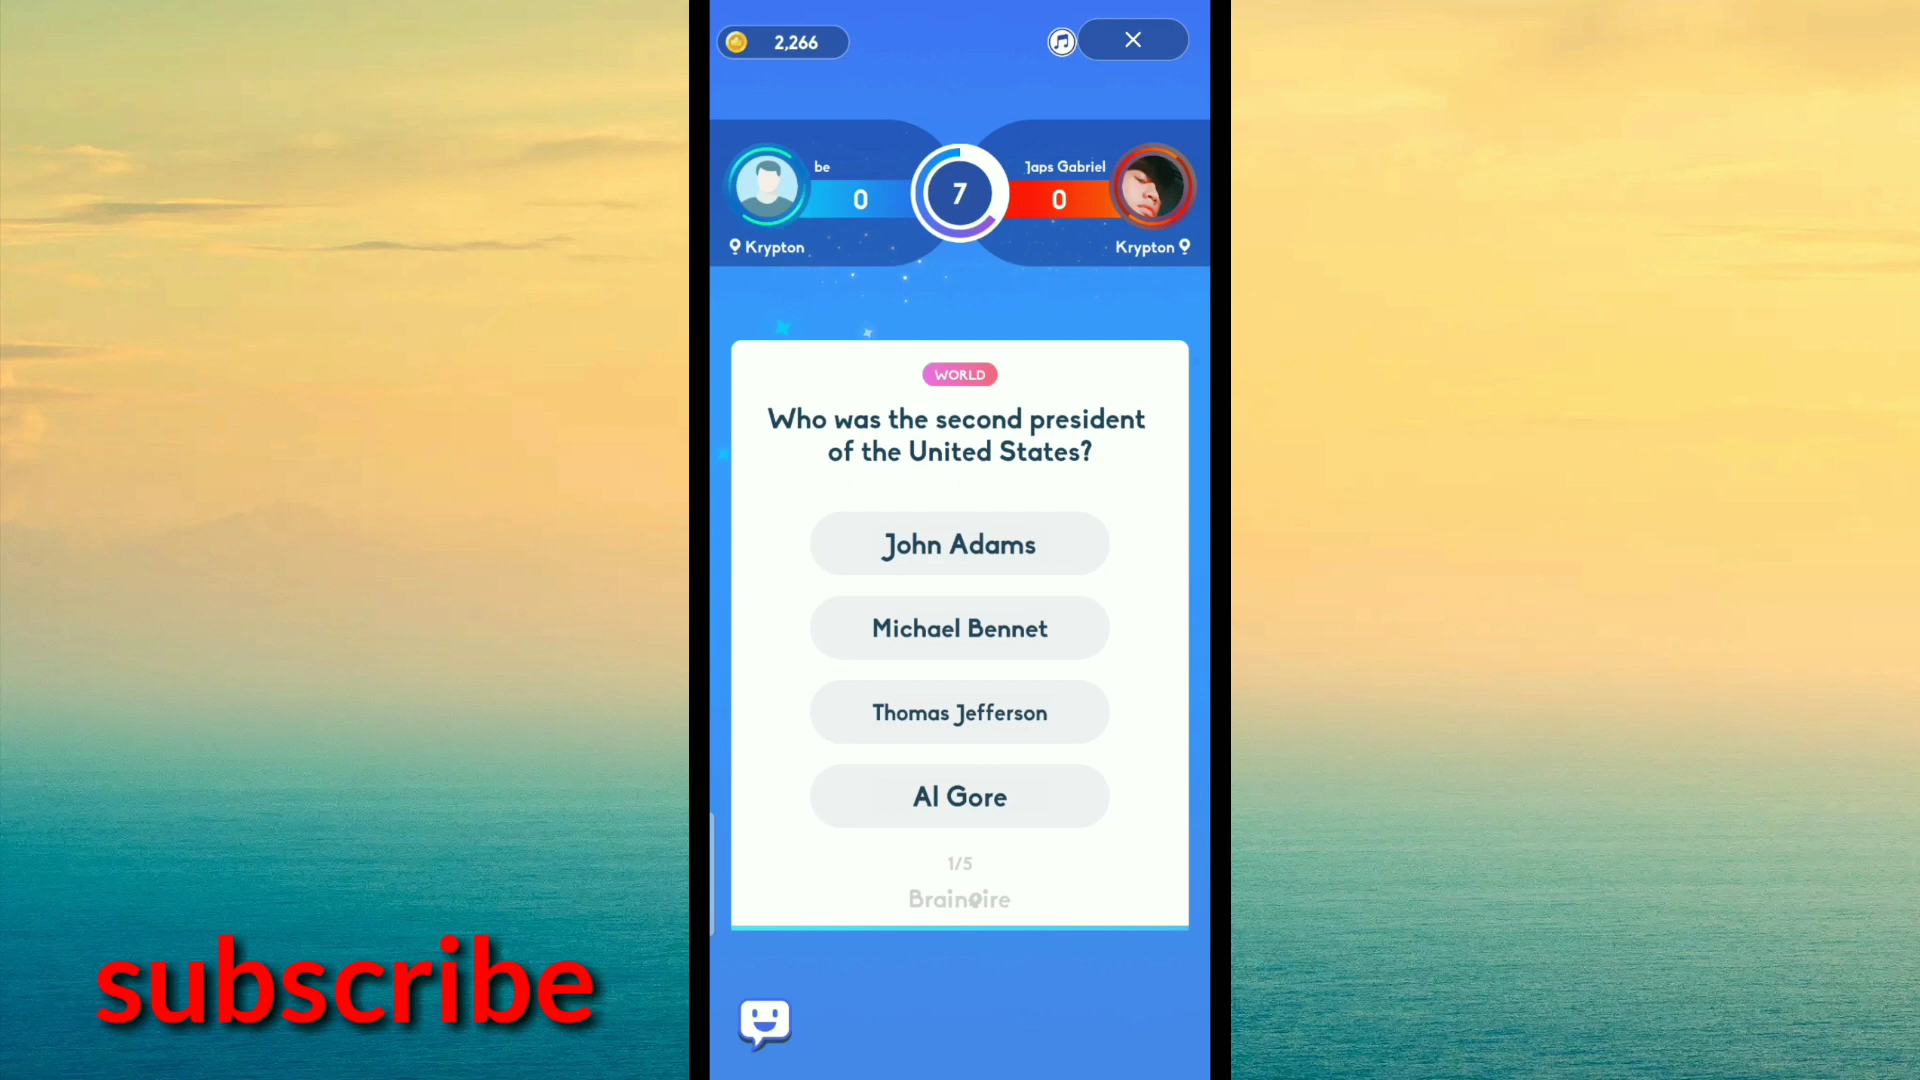 2,266
be
0
7
Japs Gabriel
0
Krypton
Krypton
WORLD
Who was the second president
of the United States?
John Adams
Michael Bennet
Thomas Jefferson
Al Gore
1/5
subscribe